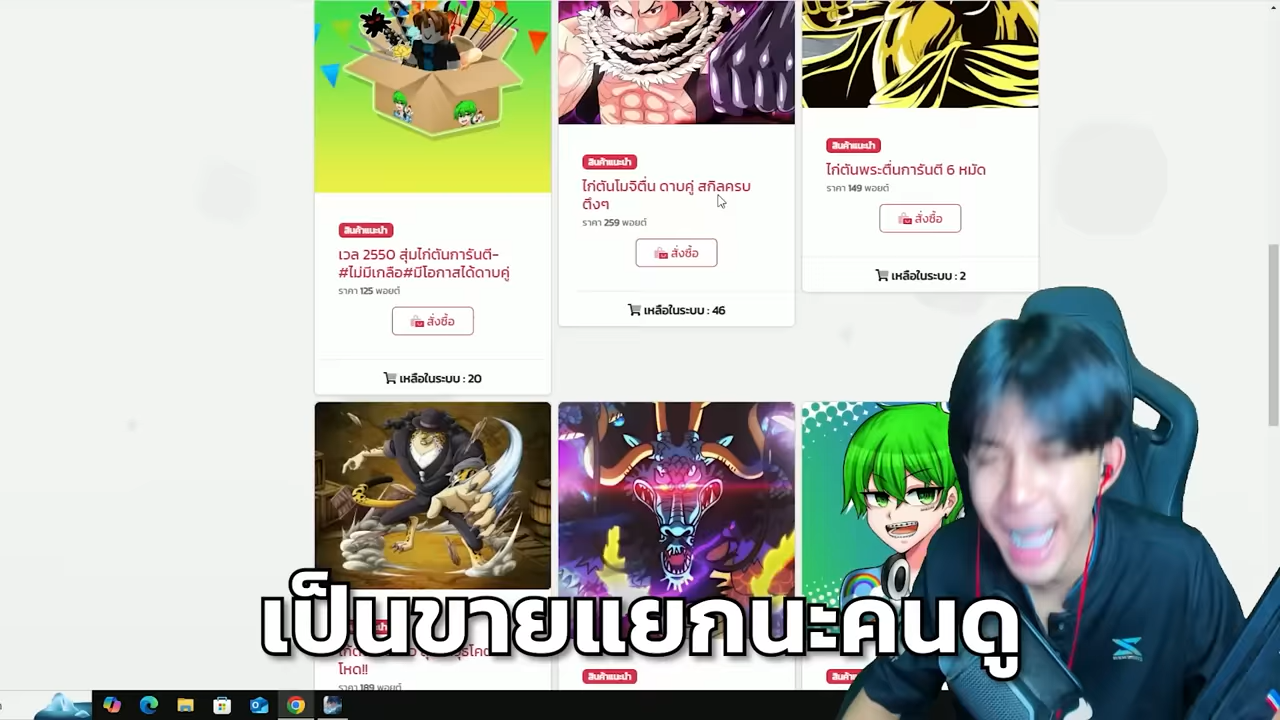 สินค้าแนะนำ
เวล 2550 สุ่มไก่ตันการันตี-
#ไม่มีเกลือ#มีโอกาสได้ดาบคู่
ราคา 125 พอยต์
สั่งซื้อ
เหลือในระบบ : 20
สินค้าแนะนำ
ไก่ตันโมจิตื่น ดาบคู่ สกิลครบ
ตึงๆ
ราคา 259 พอยต์
สั่งซื้อ
เหลือในระบบ : 46
สินค้าแนะนำ
ไก่ตันพระตื่นการันตี 6 หมัด
ราคา 149 พอยต์
สั่งซื้อ
เหลือในระบบ : 2
โหด!!
ราคา 189 พอยต์
สินค้าแนะนำ
เป็นขายแยกนะคนดู